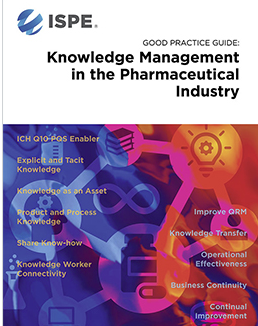 ISPE®
GOOD PRACTICE GUIDE:
Knowledge Management
in the Pharmaceutical
Industry
ICH Q10 PQS Enabler
Explicit and Tacit
Knowledge
Knowledge as an Asset
Product and Process
Knowledge
Share Know-how
Knowledge Worker
Connectivity
Improve QRM
Knowledge Transfer
Operational
Effectiveness
Business Continuity
Continual
Improvement